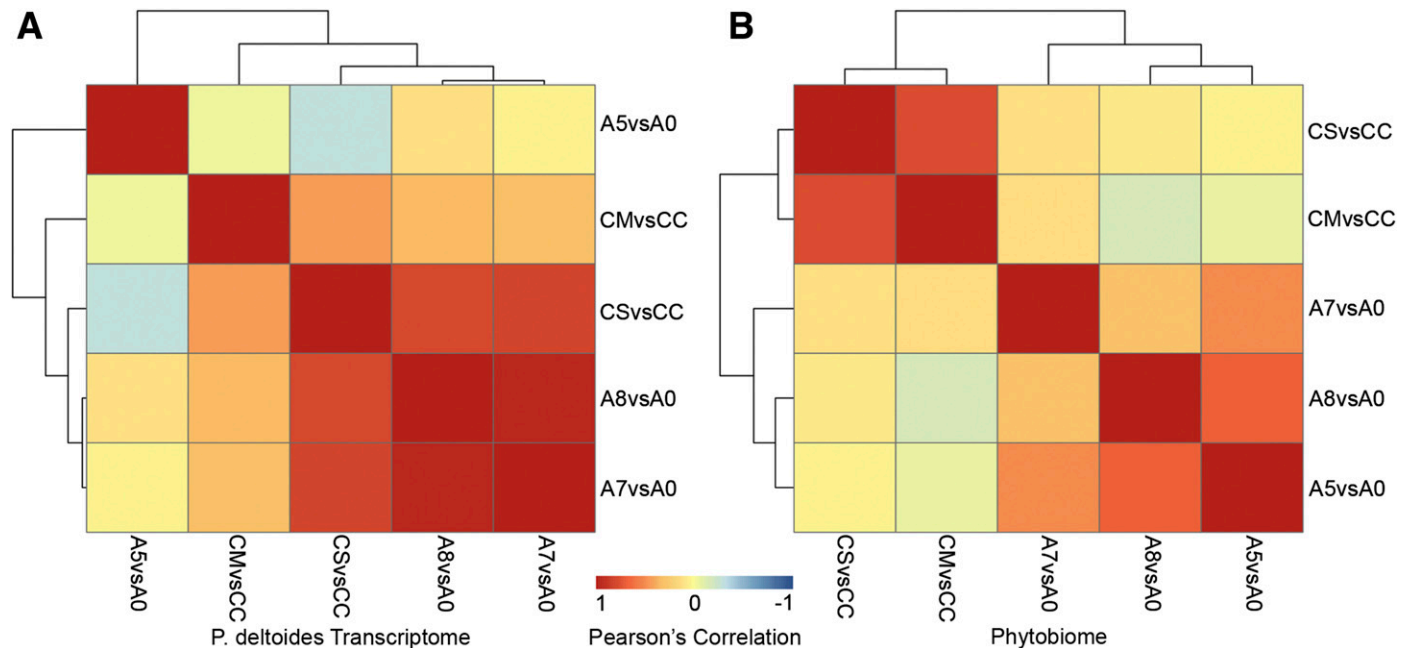 A
B
A5vsA0
CMvsCC
CSvsCC
A8vsA0
A7vsA0
CSvsCC
CMvsCC
A7vsA0
A8vsA0
A5vsA0
A5vsA0
CMvsCC
CSvsCC
A8vsA0
A7vsA0
CSvsCC
CMvsCC
A7vsA0
A8vsA0
A5vsA0
1 0 -1
P. deltoides Transcriptome
Pearson's Correlation
Phytobiome